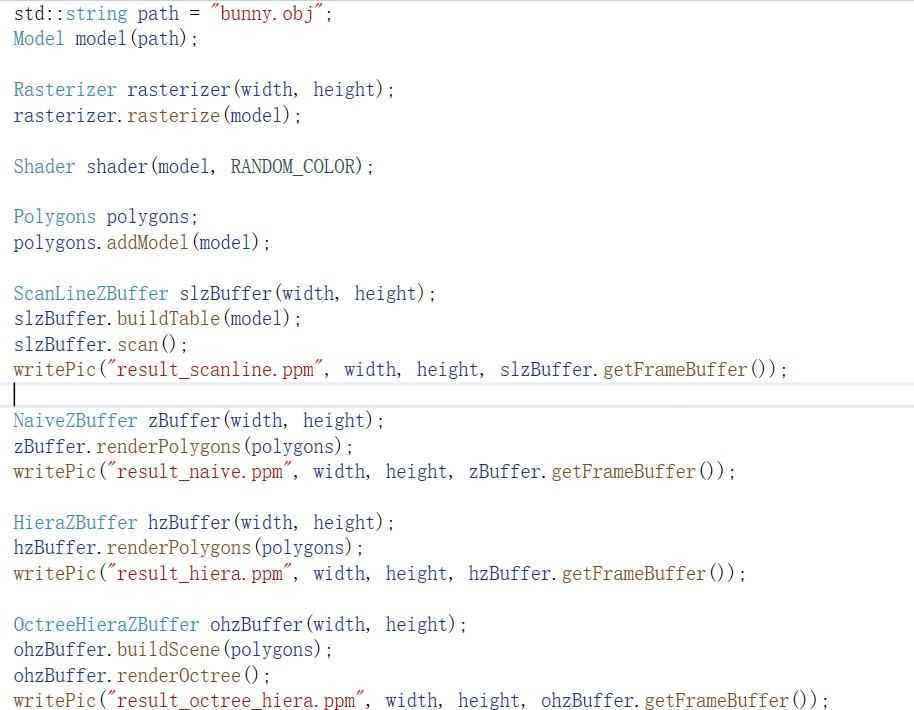 std::string path = "bunny.obj";
Model model(path);
Rasterizer rasterizer(width, height);
rasterizer.rasterize(model);
Shader shader(model, RANDOM_COLOR);
Polygons polygons;
polygons.addModel(model);
ScanLineZBuffer slzBuffer(width, height);
slzBuffer.buildTable(model);
slzBuffer.scan();
writePic("result_scanline.ppm", width, height, slzBuffer.getFrameBuffer());
NaiveZBuffer zBuffer(width, height);
zBuffer.renderPolygons(polygons);
writePic("result_naive.ppm", width, height, zBuffer.getFrameBuffer());
HieraZBuffer hzBuffer(width, height);
hzBuffer.renderPolygons(polygons);
writePic("result_hiera.ppm", width, height, hzBuffer.getFrameBuffer());
OctreeHieraZBuffer ohzBuffer(width, height);
ohzBuffer.buildScene(polygons);
ohzBuffer.renderOctree();
writePic("result_octree_hiera.ppm", width, height, ohzBuffer.getFrameBuffer());